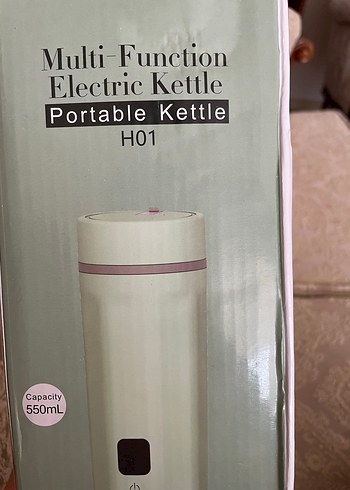 Multi-Function
Electric Kettle
Portable Kettle
H01
Capacity
550mL